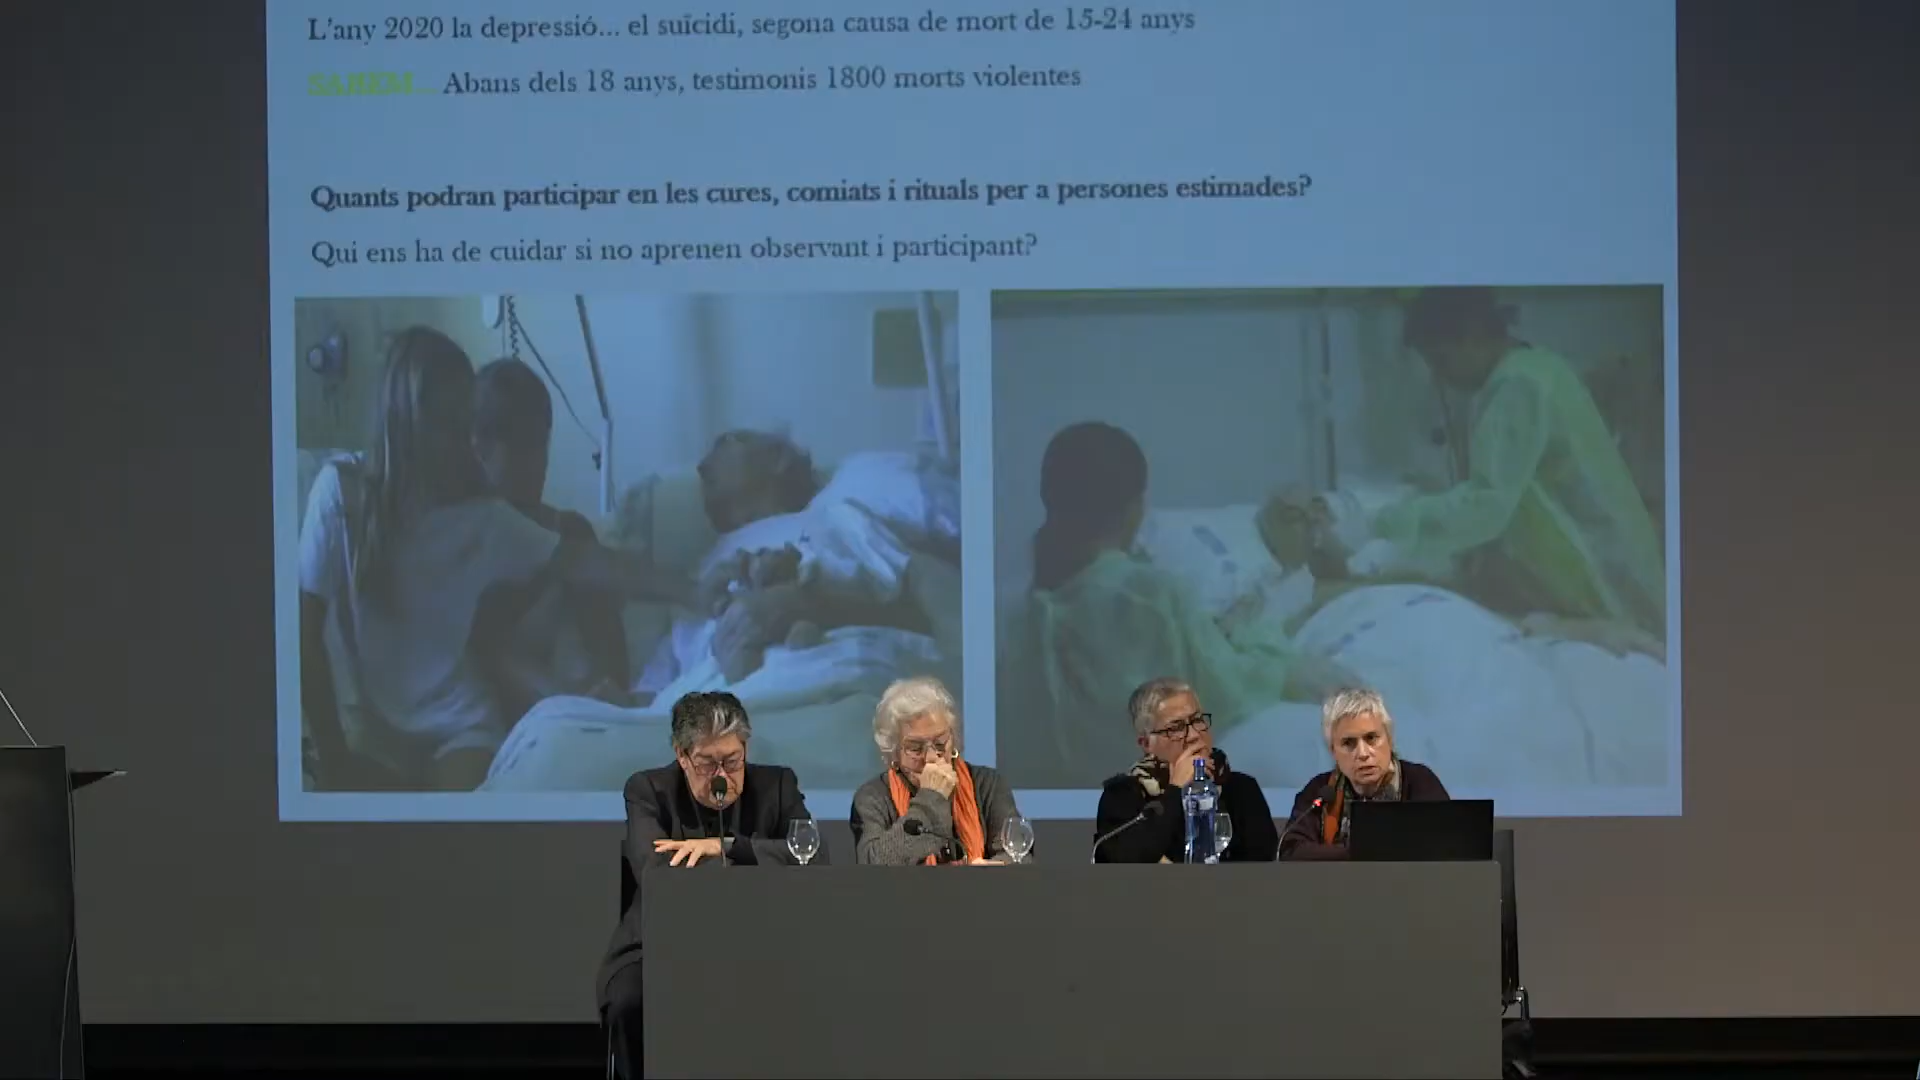 L'any 2020 la depressió... el suïcidi, segona causa de mort de 15-24 anys
SABEM... Abans dels 18 anys, testimonis 1800 morts violentes
Quants podran participar en les cures, comiats i rituals per a persones estimades?
Qui ens ha de cuidar si no aprenen observant i participant?